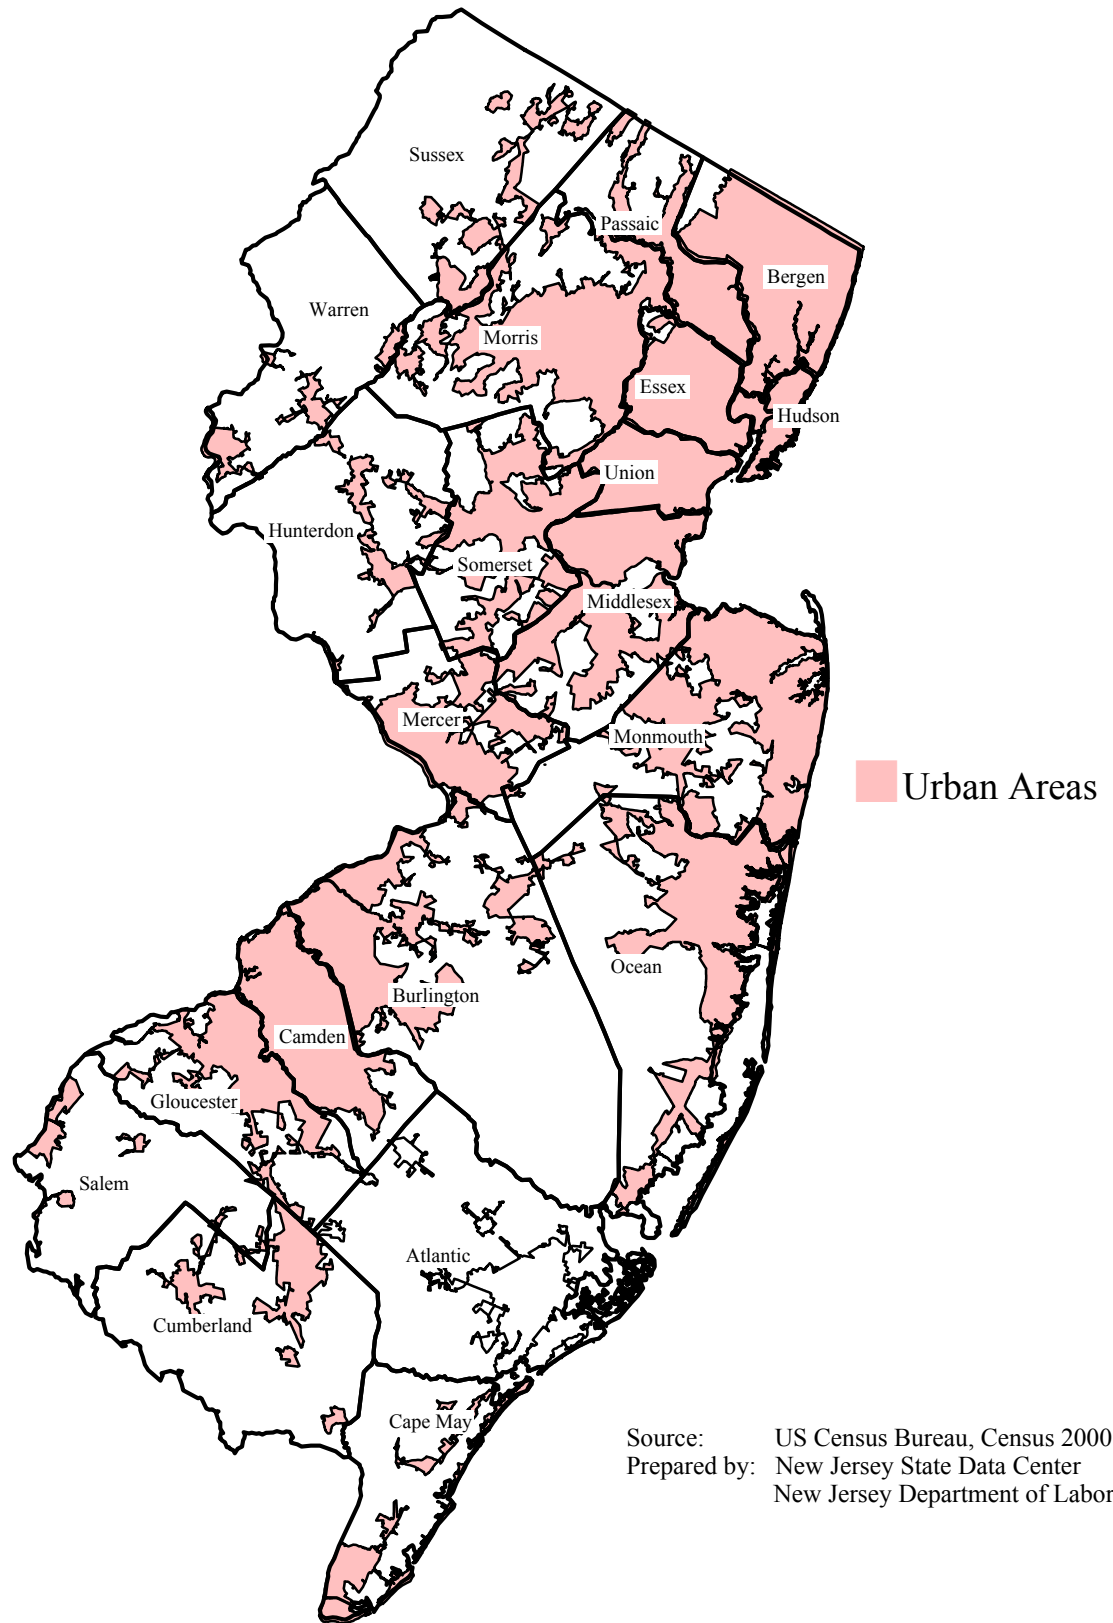 Sussex
Passaic
Bergen
Warren
Morris
Essex
Hudson
Union
Hunterdon
Somerset
Middlesex
Mercer
Monmouth
Urban Areas
Ocean
Burlington
Camden
Gloucester
Salem
Atlantic
Cumberland
Cape May
Source: US Census Bureau, Census 2000
Prepared by: New Jersey State Data Center
New Jersey Department of Labor